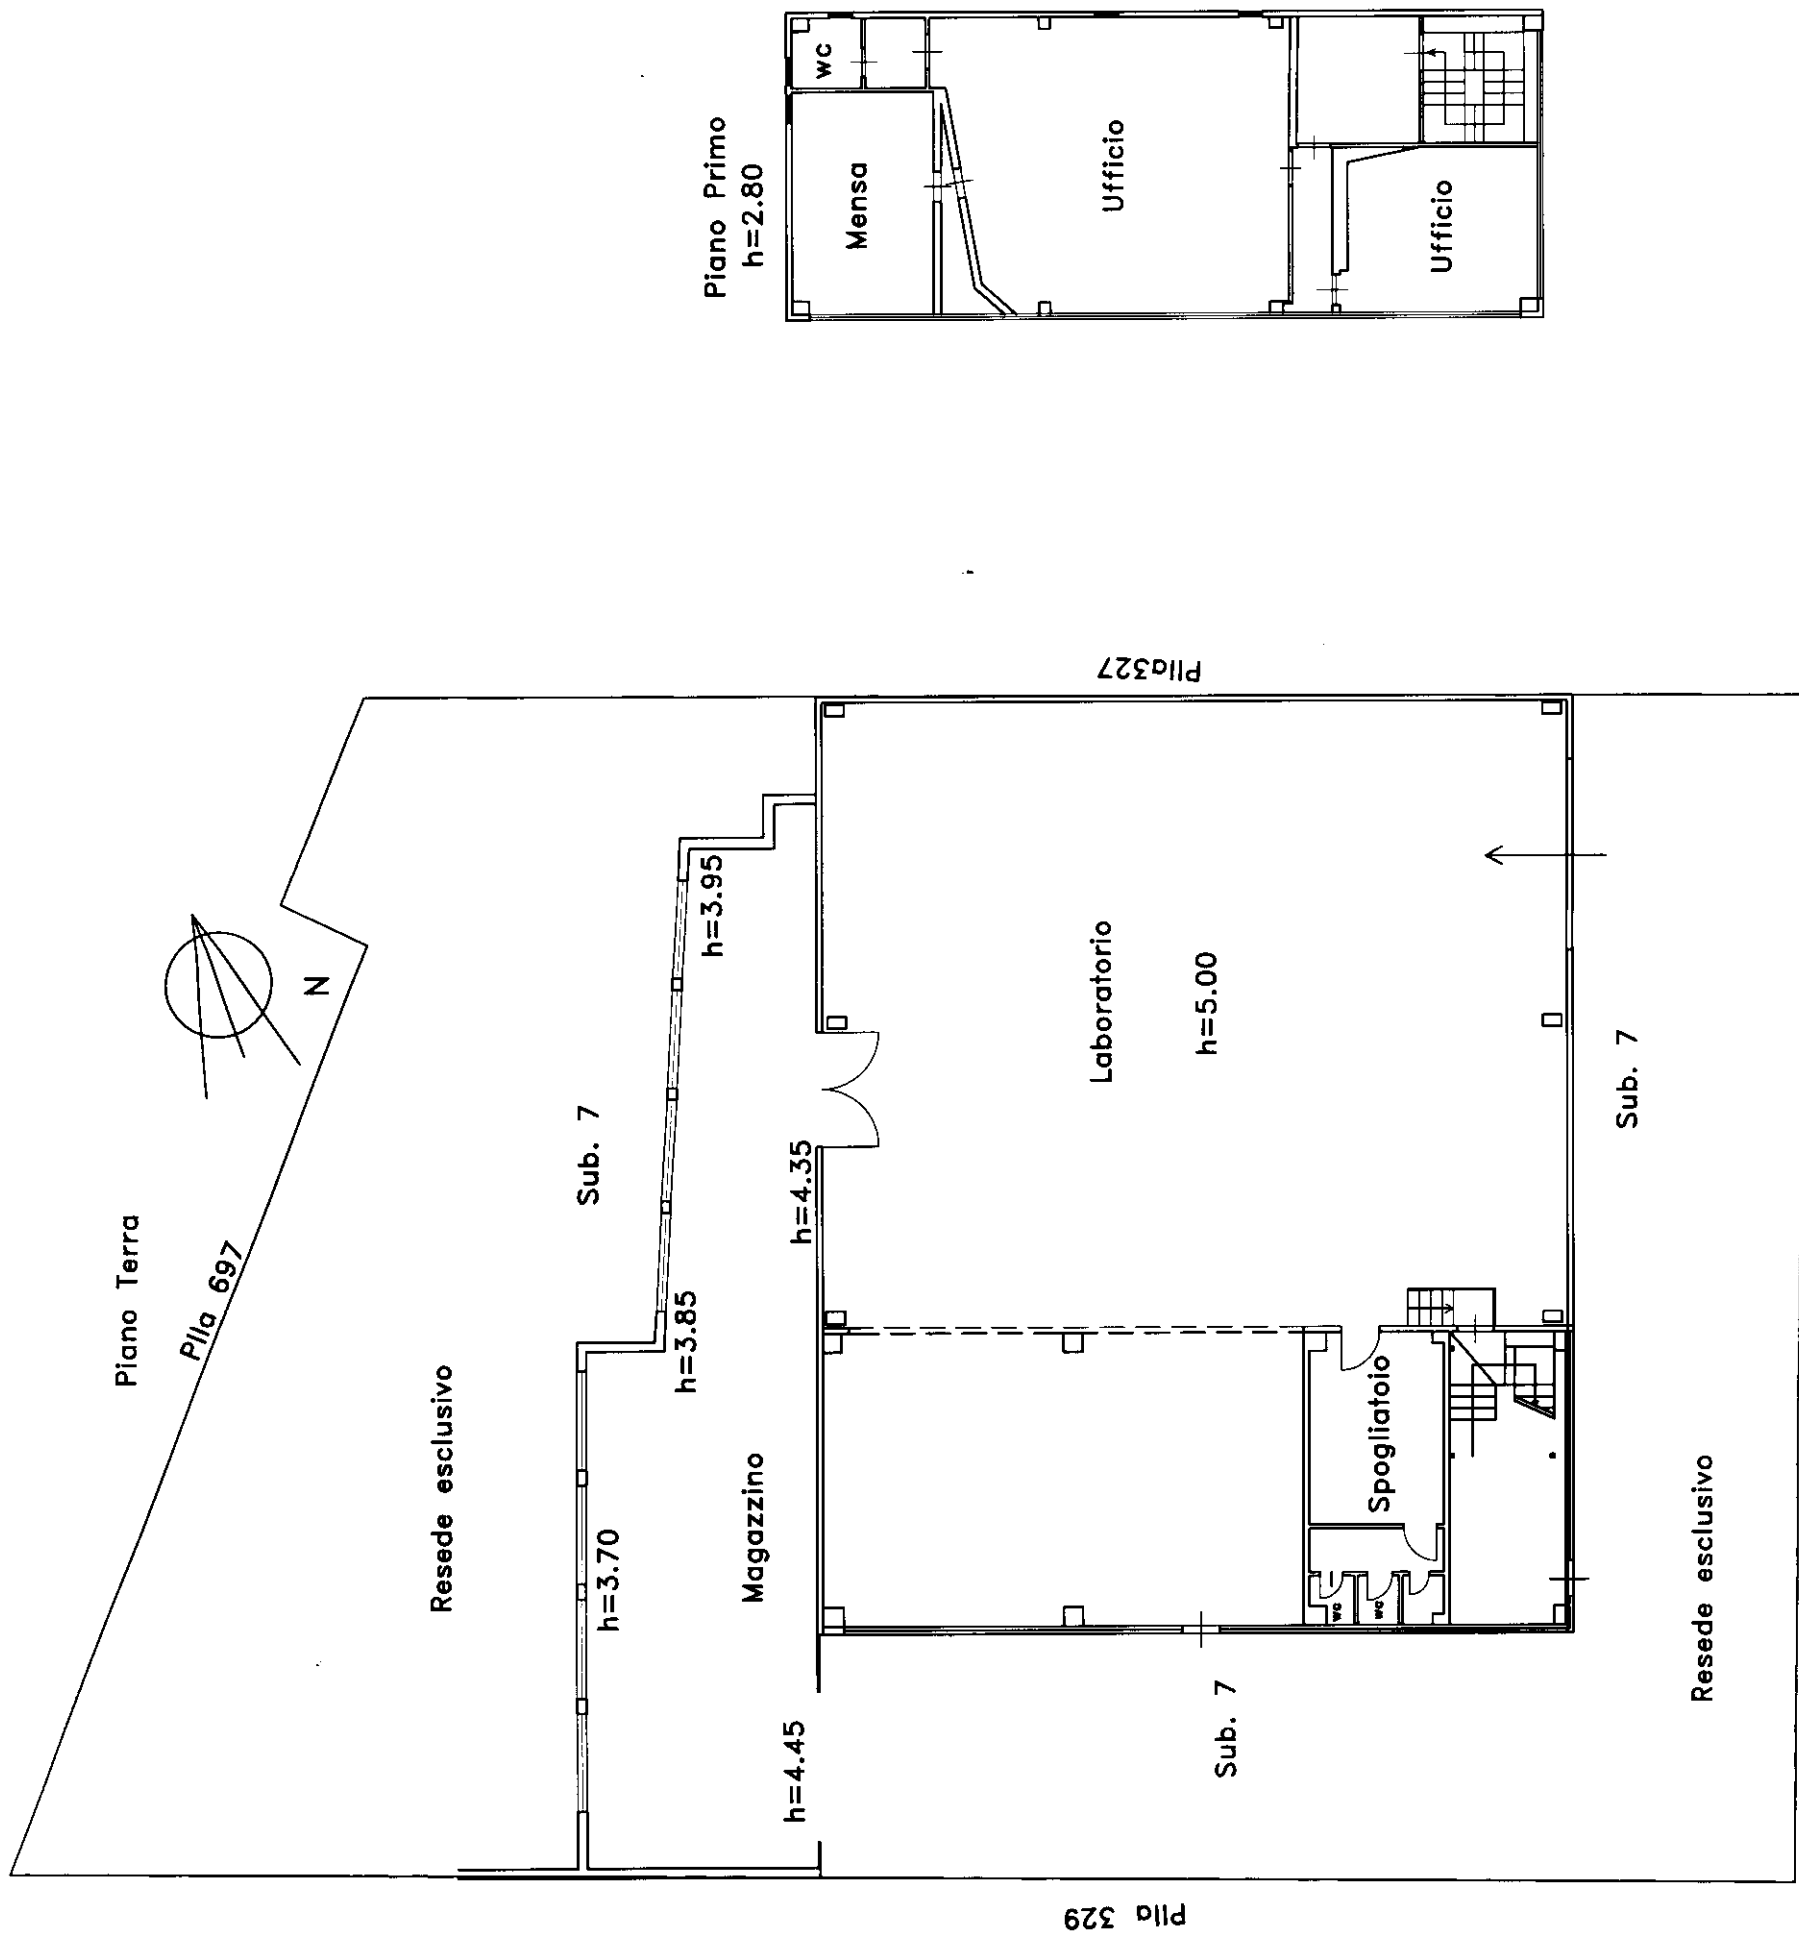 Piano Terra
Plla 697
N
Resede esclusivo
Sub. 7
h=3.70
h=3.85
h=3.95
Magazzino
h=4.45
h=4.35
Laboratorio
h=5.00
Spogliatoio
wc
wc
Sub. 7
Sub. 7
Resede esclusivo
Plla 329
Plla327
Piano Primo
h=2.80
Mensa
wc
Ufficio
Ufficio